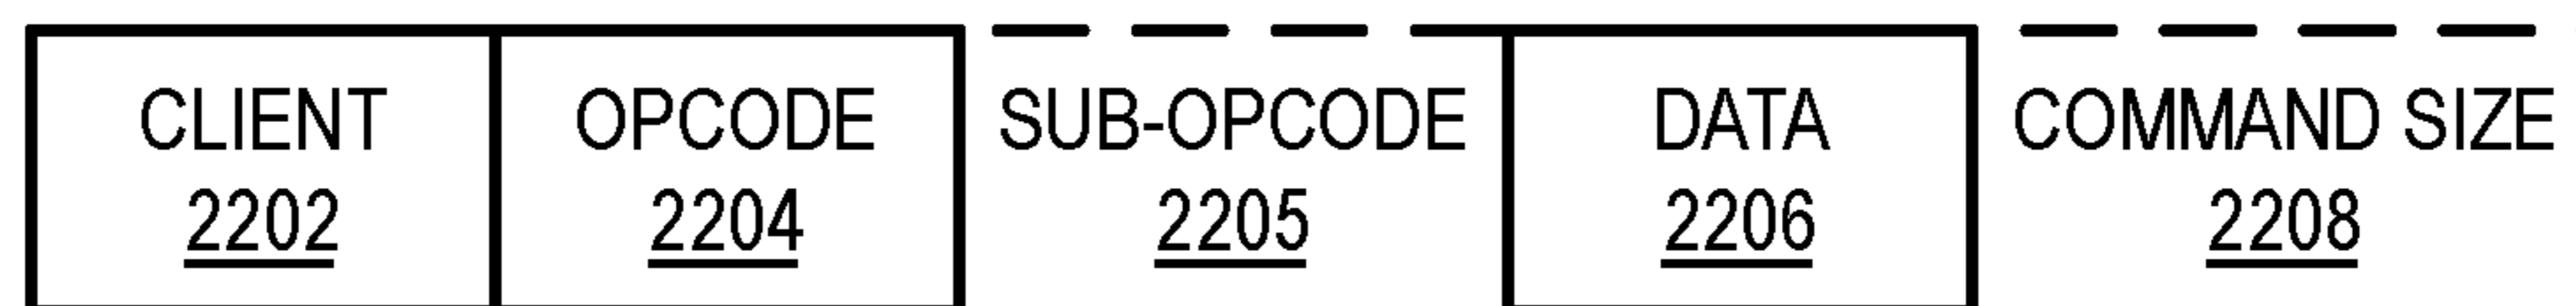 CLIENT OPCODE SUB-OPCODE DATA COMMAND SIZE
2202 2204 2205 2206 2208